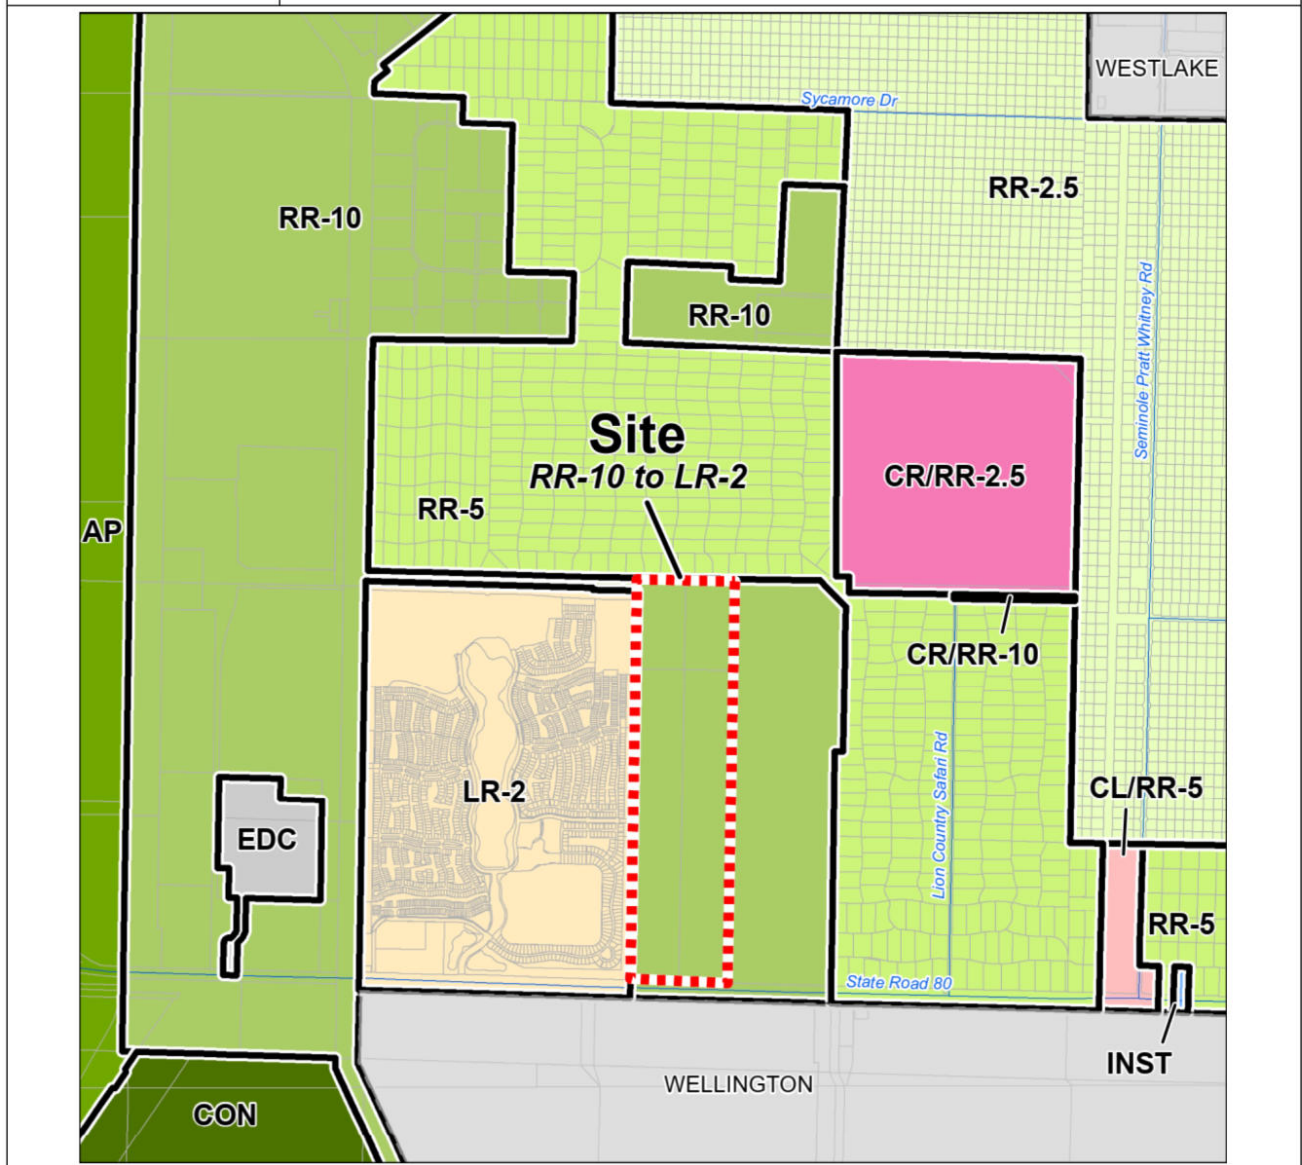 WESTLAKE
Sycamore Dr
RR-2.5
RR-10
Seminole Pratt Whitney Rd
RR-10
Site
RR-10 to LR-2
CR/RR-2.5
RR-5
AP
CR/RR-10
Lion Country Safari Rd
LR-2
CL/RR-5
EDC
RR-5
State Road 80
INST
WELLINGTON
CON